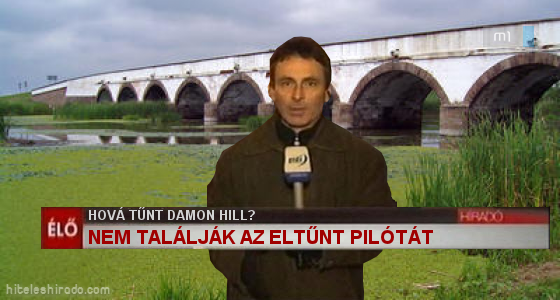 m1
HOVÁ TŰNT DAMON HILL?
HÍRADÓ
ÉLŐ
NEM TALÁLJÁK AZ ELTŰNT PILÓTÁT
hiteleshirado.com